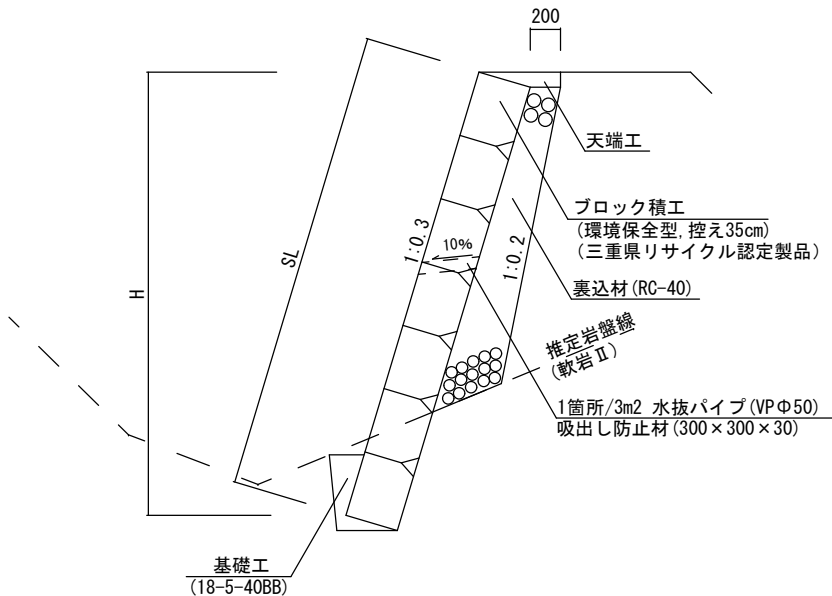 200
天端工
ブロック積工
(環境保全型,控え35cm)
(三重県リサイクル認定製品)
1:0.3
10%
1:0.2
SL
H
裏込材(RC-40)
推定岩盤線
(軟岩Ⅱ)
1箇所/3m2 水抜パイプ(VPΦ50)
吸出し防止材(300×300×30)
基礎工
(18-5-40BB)